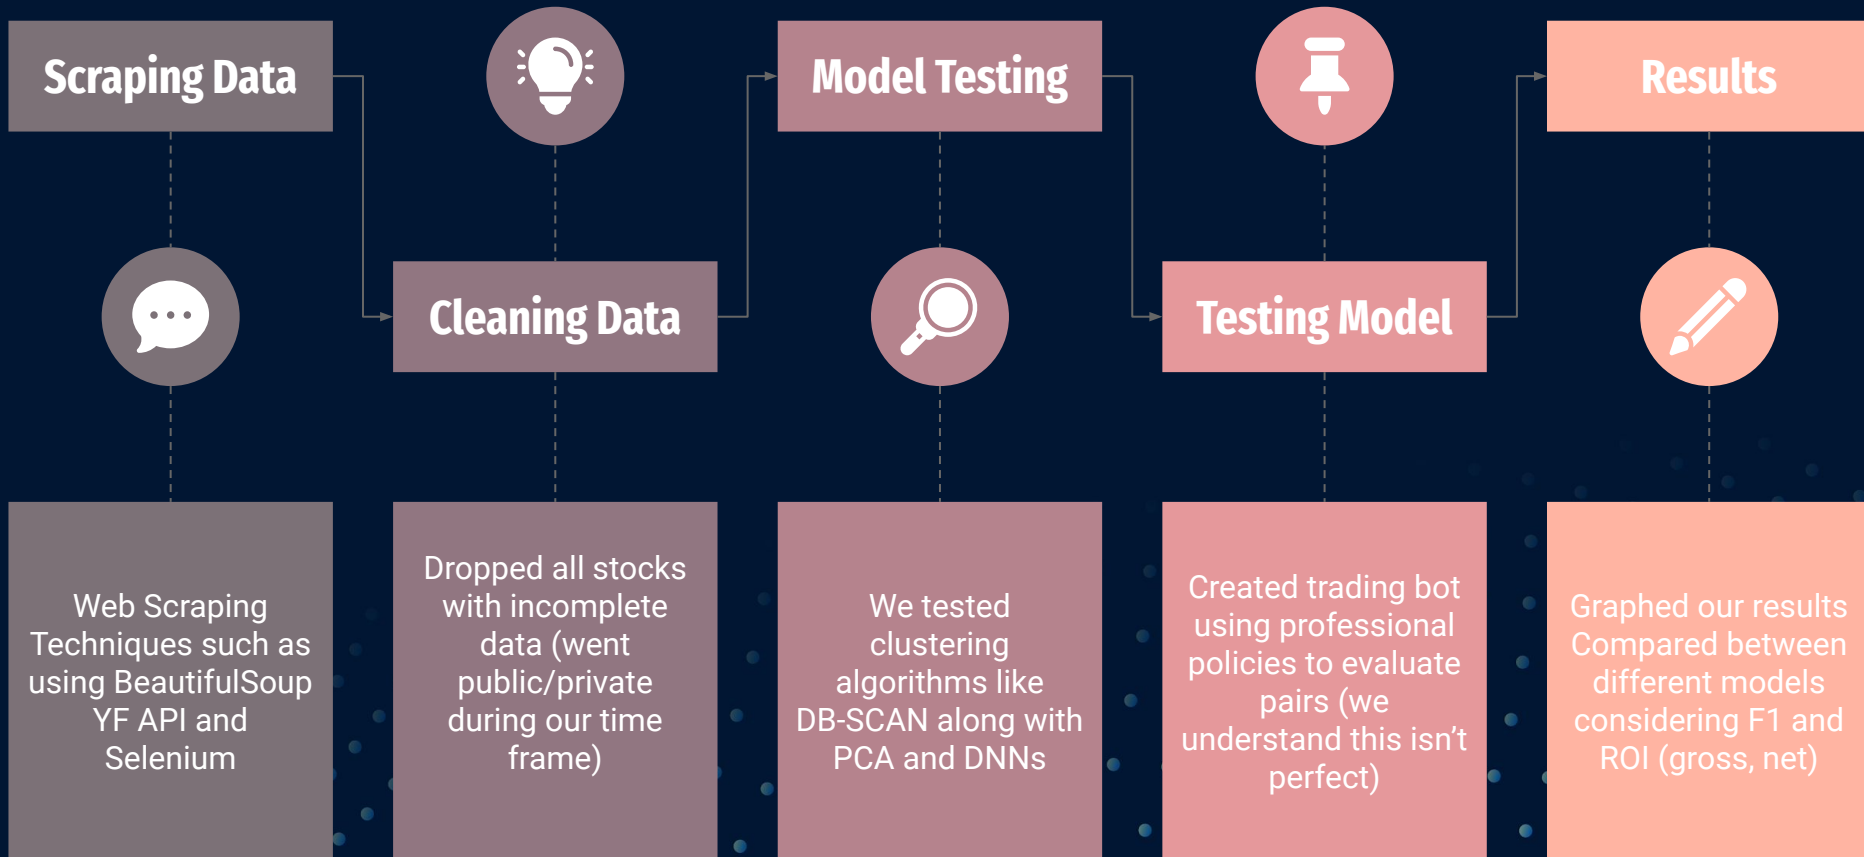 Scraping Data
Cleaning Data
Model Testing
Testing Model
Results
Web Scraping
Techniques such as
using BeautifulSoup
YF API and
Selenium
Dropped all stocks
with incomplete
data (went
public/private
during our time
frame)
We tested
clustering
algorithms like
DB-SCAN along with
PCA and DNNs
Created trading bot
using professional
policies to evaluate
pairs (we
understand this isn’t
perfect)
Graphed our results
Compared between
different models
considering F1 and
ROI (gross, net)